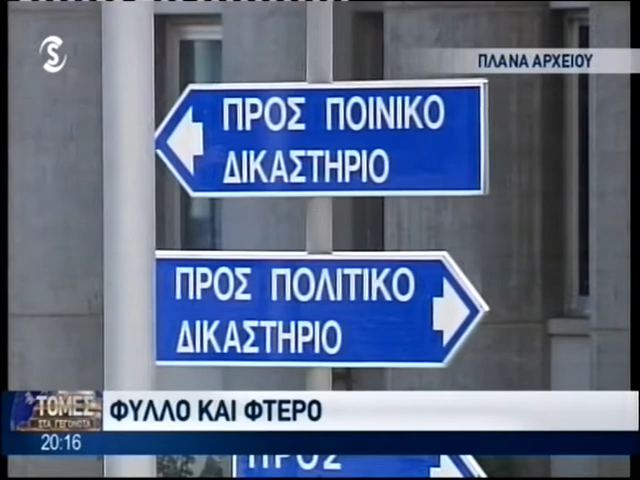 S
ΠΛΑΝΑ ΑΡΧΕΙΟΥ
ΠΡΟΣ ΠΟΙΝΙΚΟ
ΔΙΚΑΣΤΗΡΙΟ
ΠΡΟΣ ΠΟΛΙΤΙΚΟ
ΔΙΚΑΣΤΗΡΙΟ
ΤΟΜΕΣ
ΣΤΑ ΓΕΓΟΝΟΤΑ
ΦΥΛΛΟ ΚΑΙ ΦΤΕΡΟ
20:16
ΠΡΟΣ